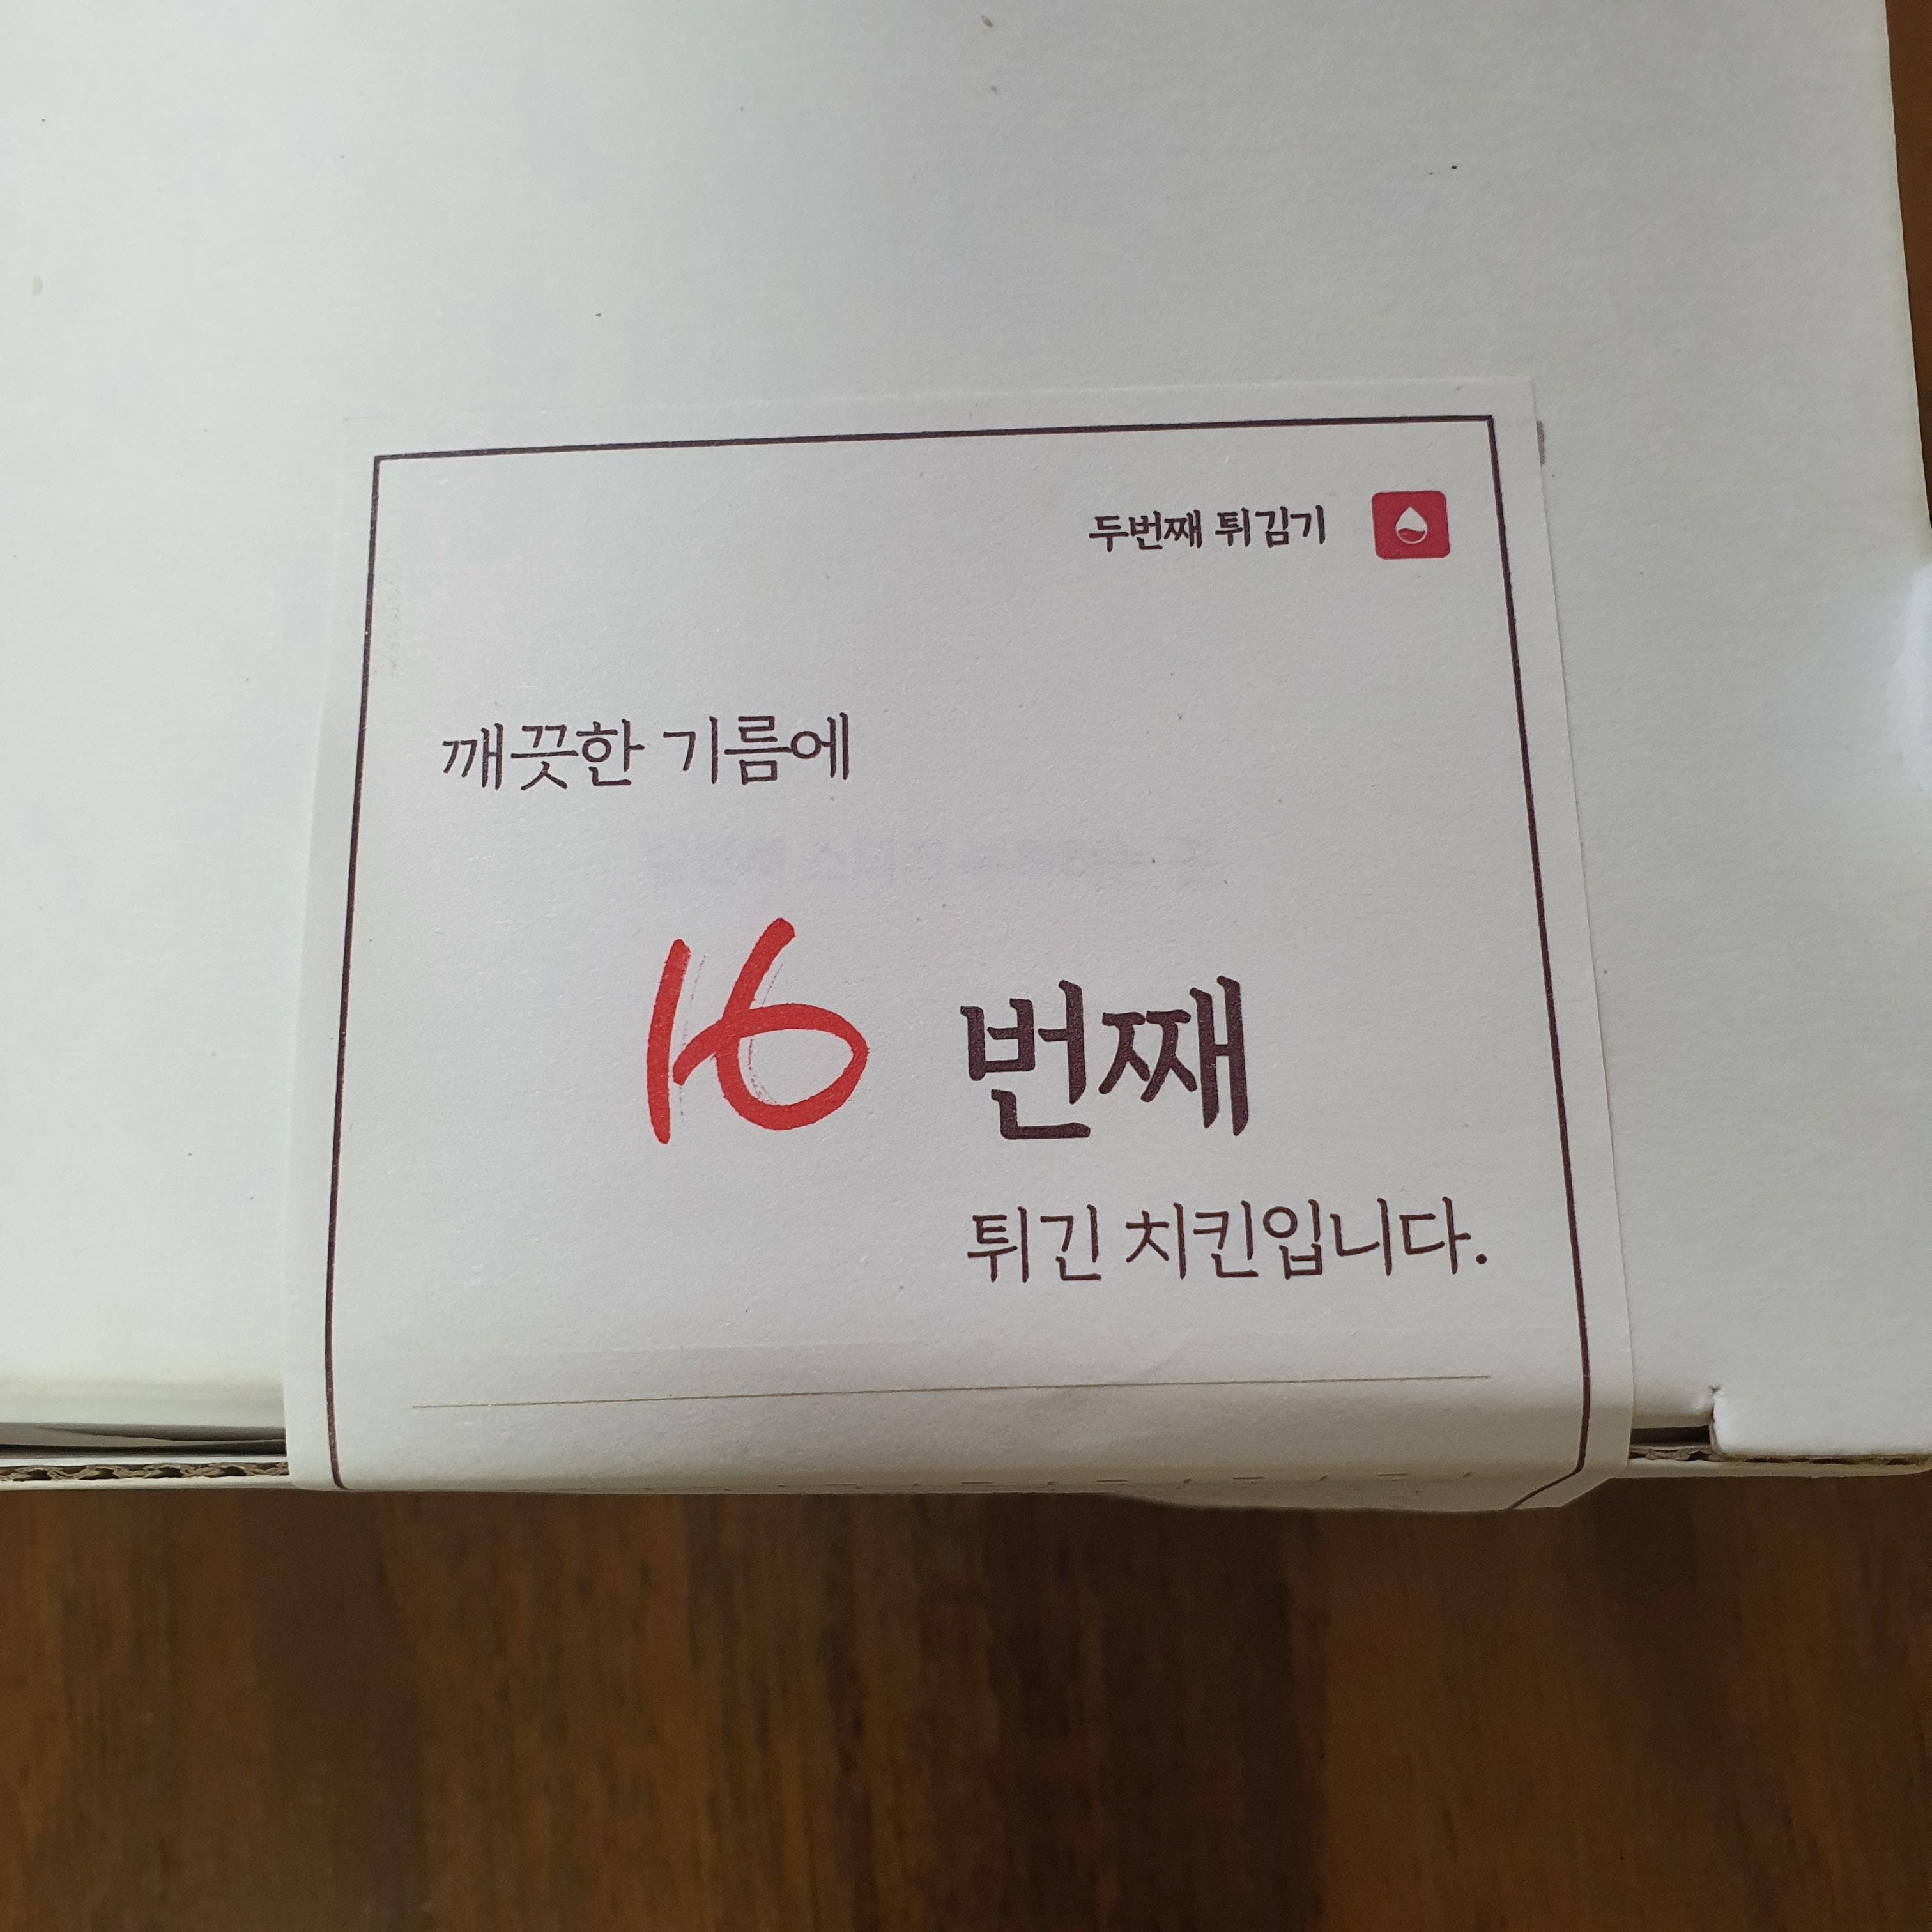 두번째 튀김기
깨끗한 기름에
16 번째
튀긴 치킨입니다.